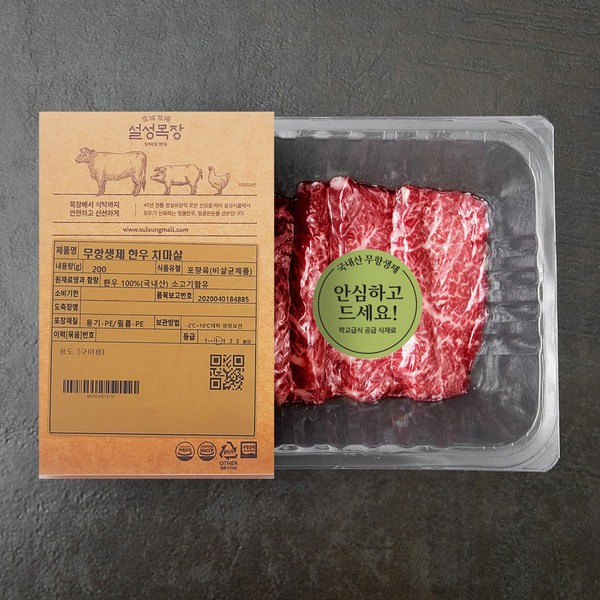 설성목장
SINCE 1976
목장에서 식탁까지
안전하고 신선하게
www.sulsungmall.com
제품명 무항생제 한우 치마살
내용량(g) 200 식품유형 포장육(비살균제품)
원재료명과 함량 한우 100%(국내산) 소고기함유
소비기한 품목보고번호 2020040184885
도축장명
포장재질 용기-PE/필름-PE 보관방법 -2℃~10℃이하 냉장보관
이력(묶음)번호 등급
용도: (구이용)
OTHER
국내산 무항생제
안심하고
드세요!
학교급식 공급 식재료